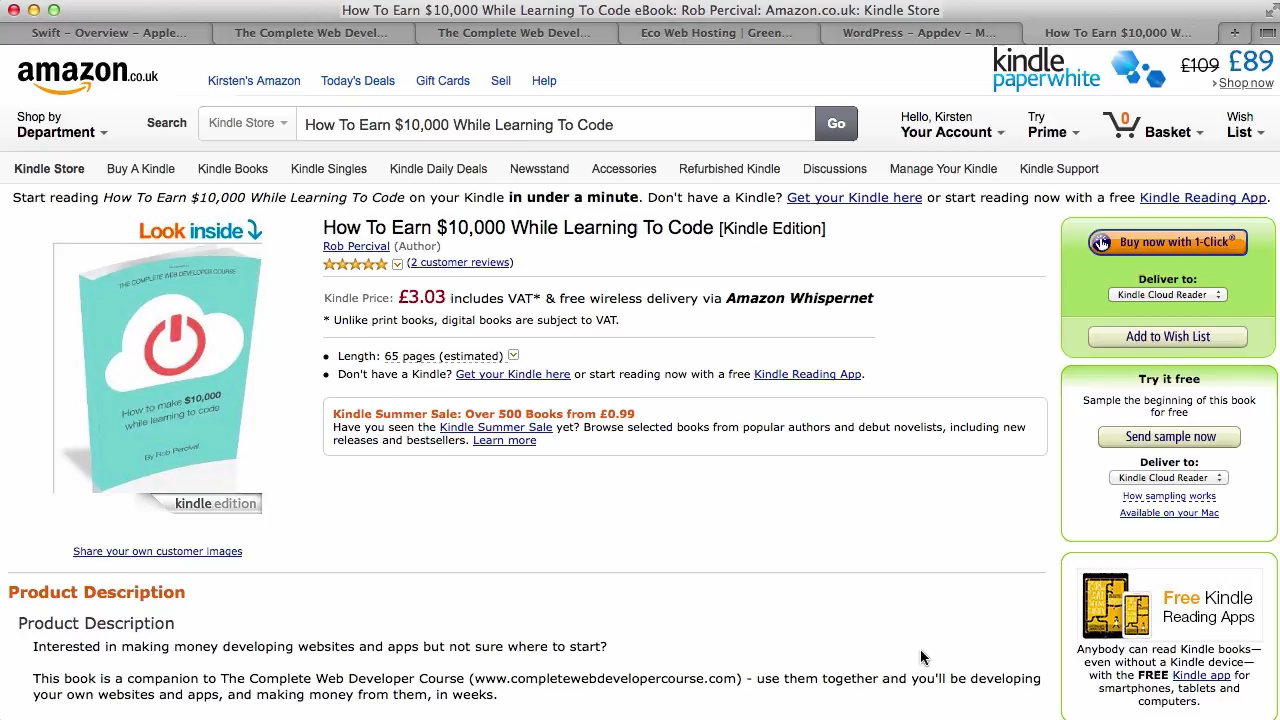 How To Earn $10,000 While Learning To Code eBook: Rob Percival: Amazon.co.uk: Kindle Store
Swift – Overview – Apple... The Complete Web Devel... The Complete Web Devel... Eco Web Hosting | Green... WordPress – Appdev – M... How To Earn $10,000 W...
amazon.co.uk
Kirsten's Amazon Today's Deals Gift Cards Sell Help
kindle paperwhite £109 £89
› Shop now
Shop by Department
Search Kindle Store How To Earn $10,000 While Learning To Code Go
Hello, Kirsten Your Account
Try Prime
0 Basket
Wish List
Kindle Store Buy A Kindle Kindle Books Kindle Singles Kindle Daily Deals Newsstand Accessories Refurbished Kindle Discussions Manage Your Kindle Kindle Support
Start reading How To Earn $10,000 While Learning To Code on your Kindle in under a minute. Don't have a Kindle? Get your Kindle here or start reading now with a free Kindle Reading App.
Look inside
THE COMPLETE WEB DEVELOPER COURSE
How to make $10,000
while learning to code
By Rob Percival
kindle edition
Share your own customer images
How To Earn $10,000 While Learning To Code [Kindle Edition]
Rob Percival (Author)
(2 customer reviews)
Kindle Price: £3.03 includes VAT* & free wireless delivery via Amazon Whispernet
* Unlike print books, digital books are subject to VAT.
• Length: 65 pages (estimated)
• Don't have a Kindle? Get your Kindle here or start reading now with a free Kindle Reading App.
Kindle Summer Sale: Over 500 Books from £0.99
Have you seen the Kindle Summer Sale yet? Browse selected books from popular authors and debut novelists, including new
releases and bestsellers. Learn more
Buy now with 1-Click®
Deliver to:
Kindle Cloud Reader
Add to Wish List
Try it free
Sample the beginning of this book
for free
Send sample now
Deliver to:
Kindle Cloud Reader
How sampling works
Available on your Mac
Free Kindle
Reading Apps
Anybody can read Kindle books—
even without a Kindle device—
with the FREE Kindle app for
smartphones, tablets and
computers.
Product Description
Product Description
Interested in making money developing websites and apps but not sure where to start?
This book is a companion to The Complete Web Developer Course (www.completewebdevelopercourse.com) - use them together and you'll be developing
your own websites and apps, and making money from them, in weeks.